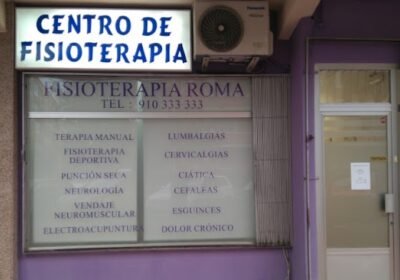 CENTRO DE
FISIOTERAPIA
Panasonic
FISIOTERAPIA ROMA
TEL : 910 333 333
TERAPIA MANUAL
FISIOTERAPIA
DEPORTIVA
PUNCIÓN SECA
NEUROLOGÍA
VENDAJE
NEUROMUSCULAR
ELECTROACUPUNTURA
LUMBALGIAS
CERVICALGIAS
CIÁTICA
CEFALEAS
ESGUINCES
DOLOR CRÓNICO